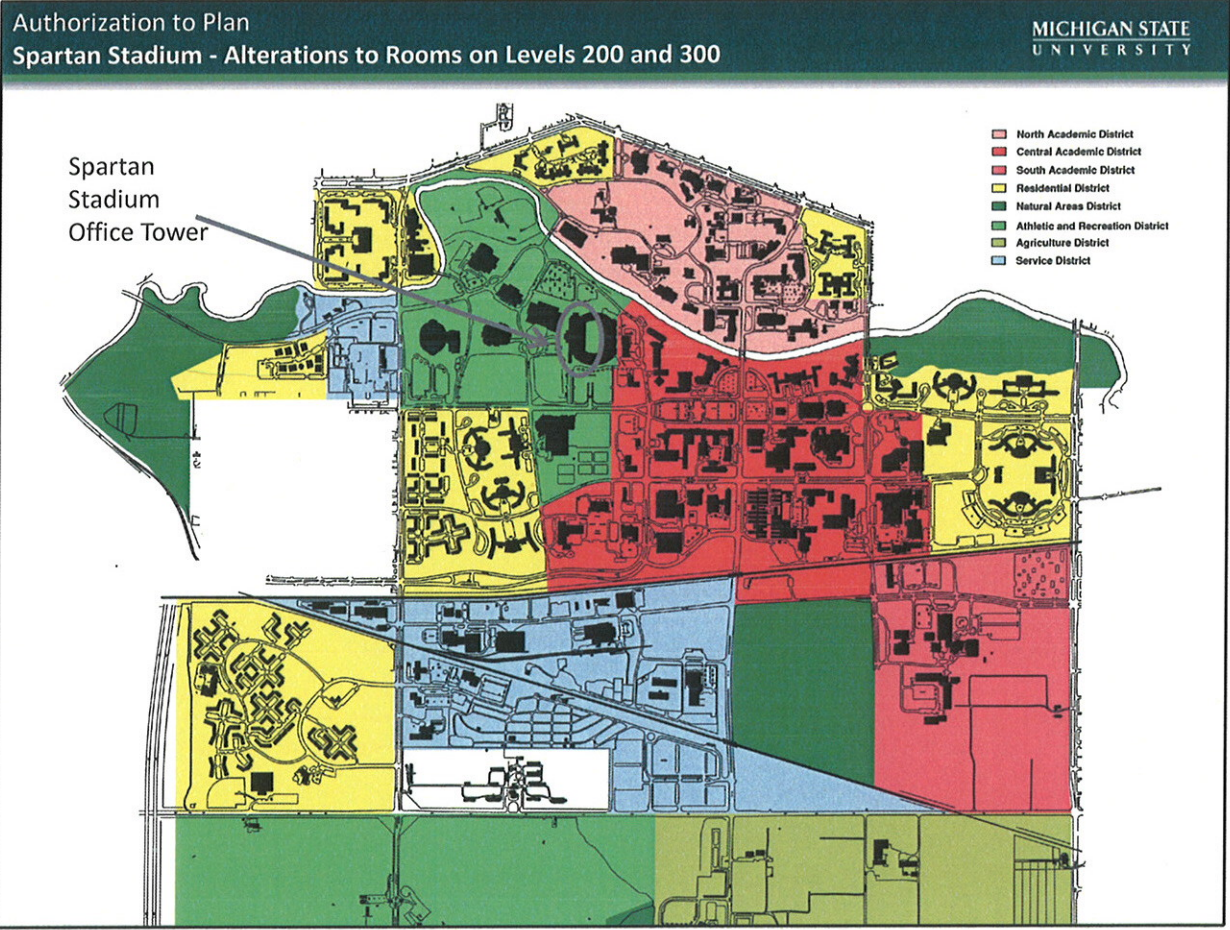 Authorization to Plan
Spartan Stadium - Alterations to Rooms on Levels 200 and 300
MICHIGAN STATE
UNIVERSITY
Spartan
Stadium
Office Tower
North Academic District
Central Academic District
South Academic District
Residential District
Natural Areas District
Athletic and Recreation District
Agriculture District
Service District